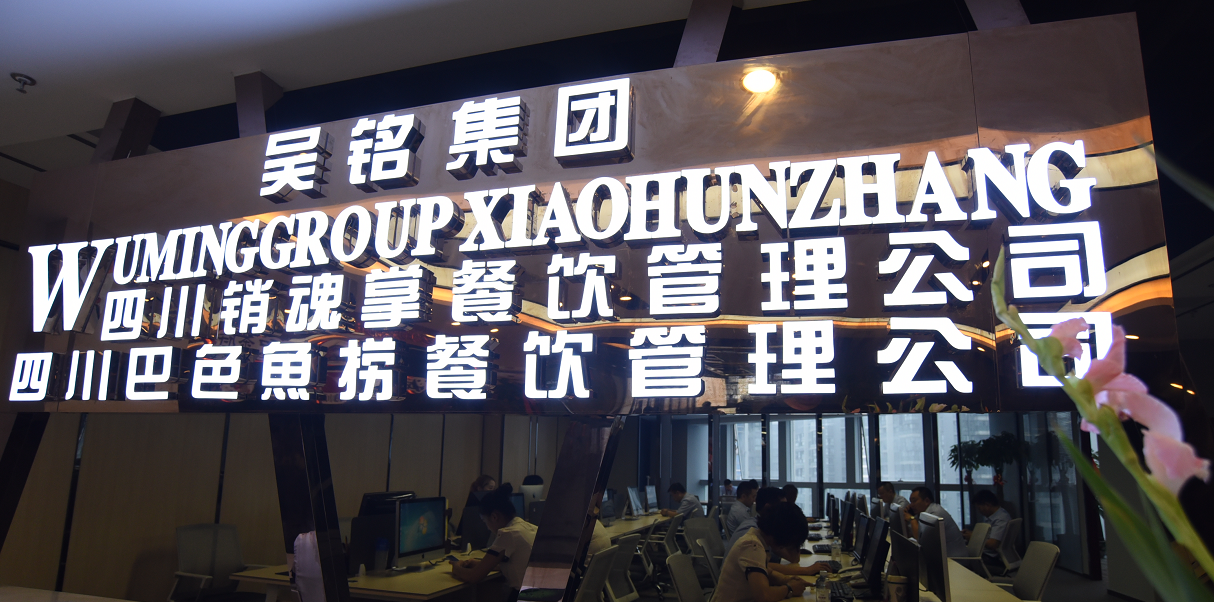 吴铭集团
WUMINGGROUP XIAOHUNZHANG
四川销魂掌餐饮管理公司
四川巴色魚捞餐饮管理公司